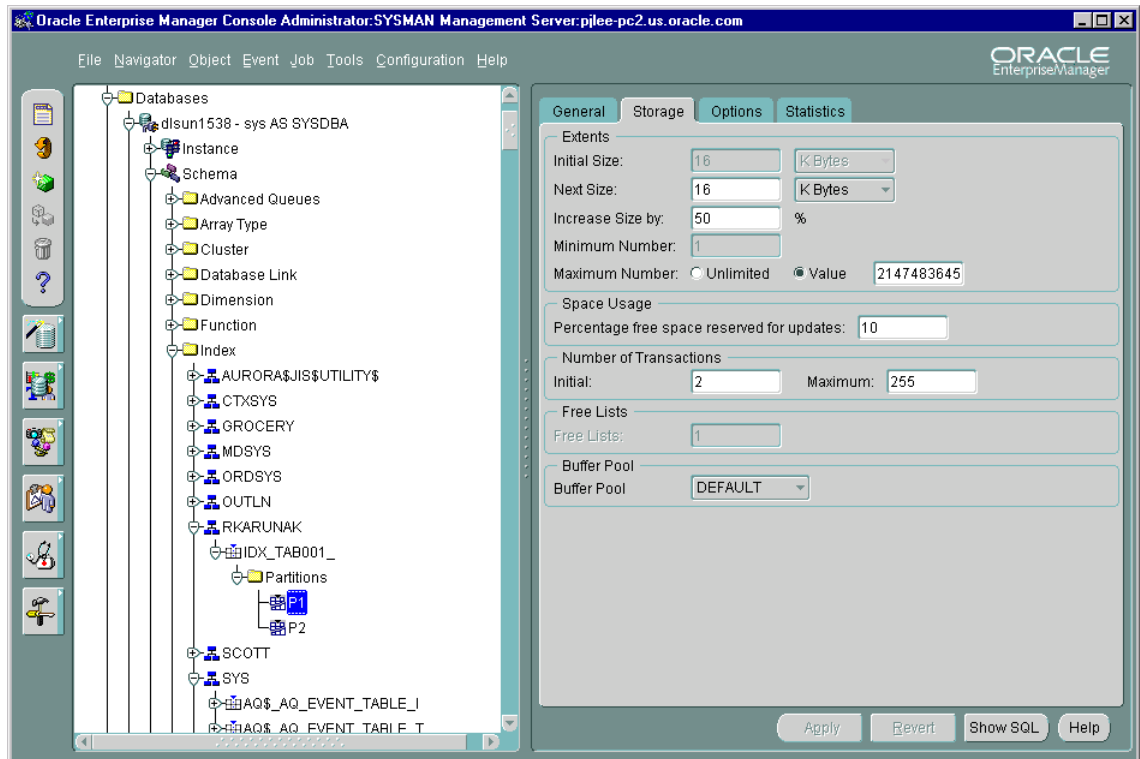 Oracle Enterprise Manager Console Administrator:SYSMAN Management Server:pjlee-pc2.us.oracle.com
File Navigator Object Event Job Tools Configuration Help
ORACLE
EnterpriseManager
Databases
dlsun1538 - sys AS SYSDBA
Instance
Schema
Advanced Queues
Array Type
Cluster
Database Link
Dimension
Function
Index
AURORA$JIS$UTILITY$
CTXSYS
GROCERY
MDSYS
ORDSYS
OUTLN
RKARUNAK
IDX_TAB001_
Partitions
P1
P2
SCOTT
SYS
AQ$_AQ_EVENT_TABLE_I
AQ$_AQ_EVENT_TABLE_T
General Storage Options Statistics
Extents
Initial Size: 16 K Bytes
Next Size: 16 K Bytes
Increase Size by: 50 %
Minimum Number: 1
Maximum Number: Unlimited Value 2147483645
Space Usage
Percentage free space reserved for updates: 10
Number of Transactions
Initial: 2 Maximum: 255
Free Lists
Free Lists: 1
Buffer Pool
Buffer Pool DEFAULT
Apply Revert Show SQL Help